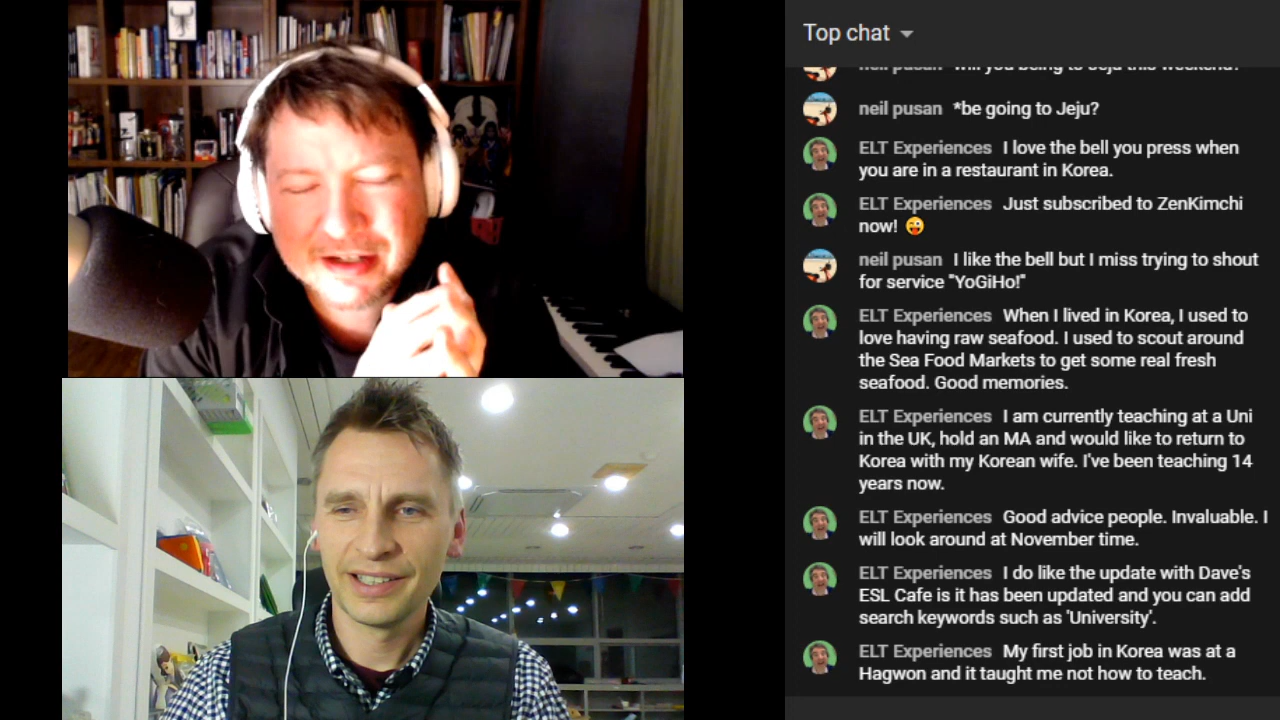 Top chat
neil pusan *be going to Jeju?
ELT Experiences I love the bell you press when
you are in a restaurant in Korea.
ELT Experiences Just subscribed to ZenKimchi
now! 😜
neil pusan I like the bell but I miss trying to shout
for service "YoGiHo!"
ELT Experiences When I lived in Korea, I used to
love having raw seafood. I used to scout around
the Sea Food Markets to get some real fresh
seafood. Good memories.
ELT Experiences I am currently teaching at a Uni
in the UK, hold an MA and would like to return to
Korea with my Korean wife. I've been teaching 14
years now.
ELT Experiences Good advice people. Invaluable. I
will look around at November time.
ELT Experiences I do like the update with Dave's
ESL Cafe is it has been updated and you can add
search keywords such as 'University'.
ELT Experiences My first job in Korea was at a
Hagwon and it taught me not how to teach.